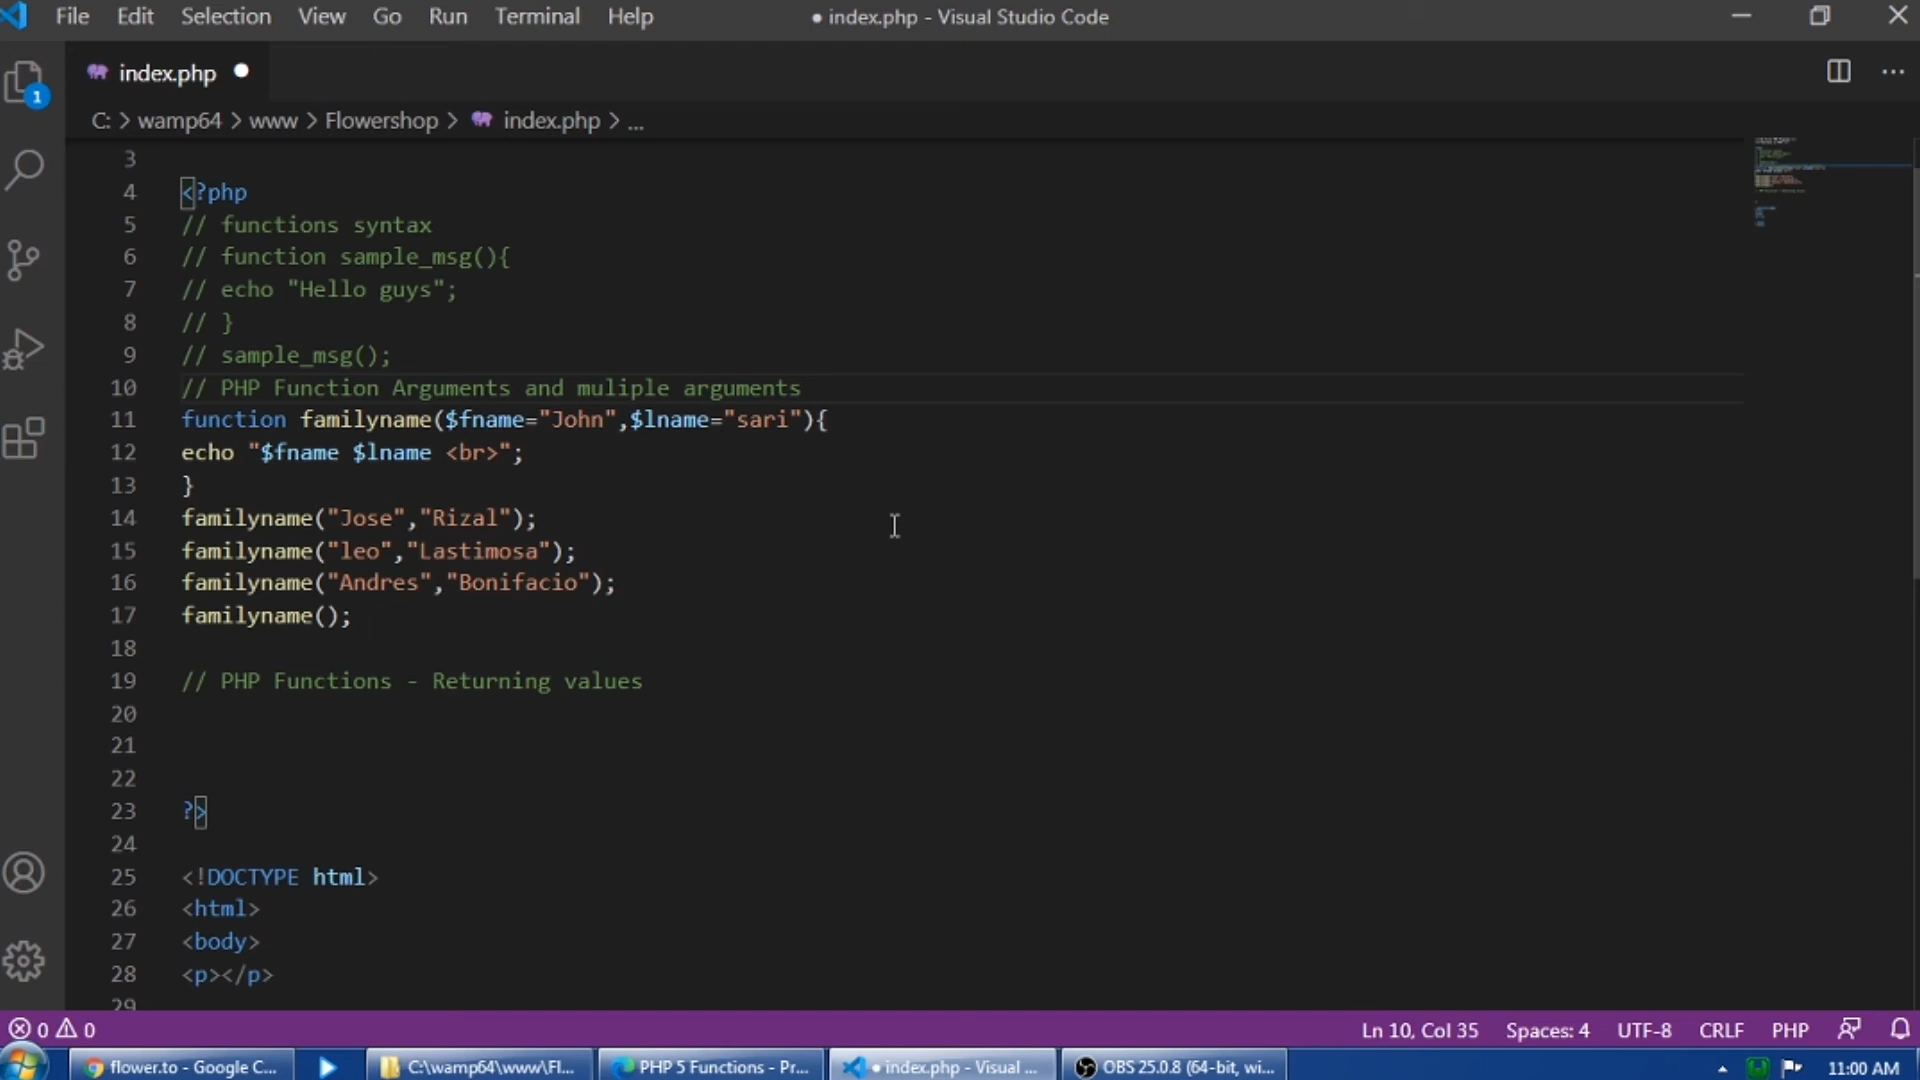 File Edit Selection View Go Run Terminal Help ● index.php - Visual Studio Code
index.php ●
C: > wamp64 > www > Flowershop > index.php > ...
1
3
4 <?php
5 // functions syntax
6 // function sample_msg(){
7 // echo "Hello guys";
8 // }
9 // sample_msg();
10 // PHP Function Arguments and muliple arguments
11 function familyname($fname="John",$lname="sari"){
12 echo "$fname $lname <br>";
13 }
14 familyname("Jose","Rizal");
15 familyname("leo","Lastimosa");
16 familyname("Andres","Bonifacio");
17 familyname();
18
19 // PHP Functions - Returning values
20
21
22
23 ?>
24
25 <!DOCTYPE html>
26 <html>
27 <body>
28 <p></p>
29
0 0 Ln 10, Col 35 Spaces: 4 UTF-8 CRLF PHP
flower.to - Google C... C:\wamp64\www\Fl... PHP 5 Functions - Pr... ● index.php - Visual ... OBS 25.0.8 (64-bit, wi... 11:00 AM